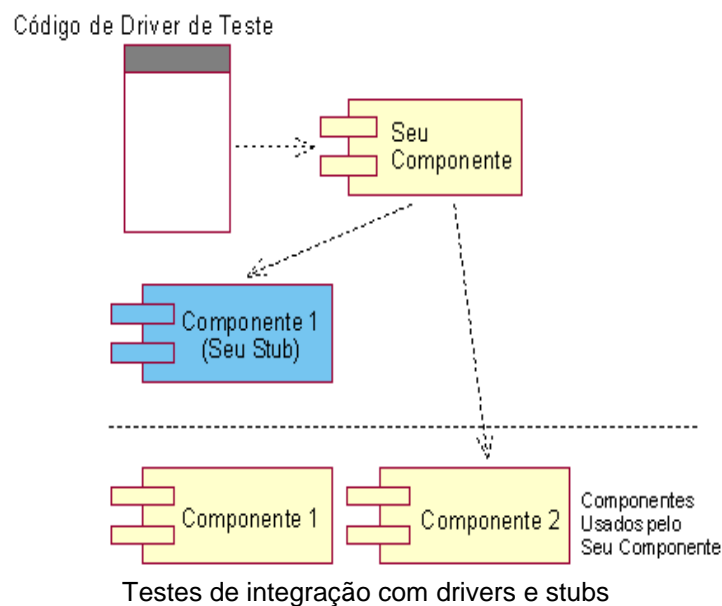 Código de Driver de Teste
Seu
Componente
Componente 1
(Seu Stub)
Componente 1
Componente 2
Componentes
Usados pelo
Seu Componente
Testes de integração com drivers e stubs